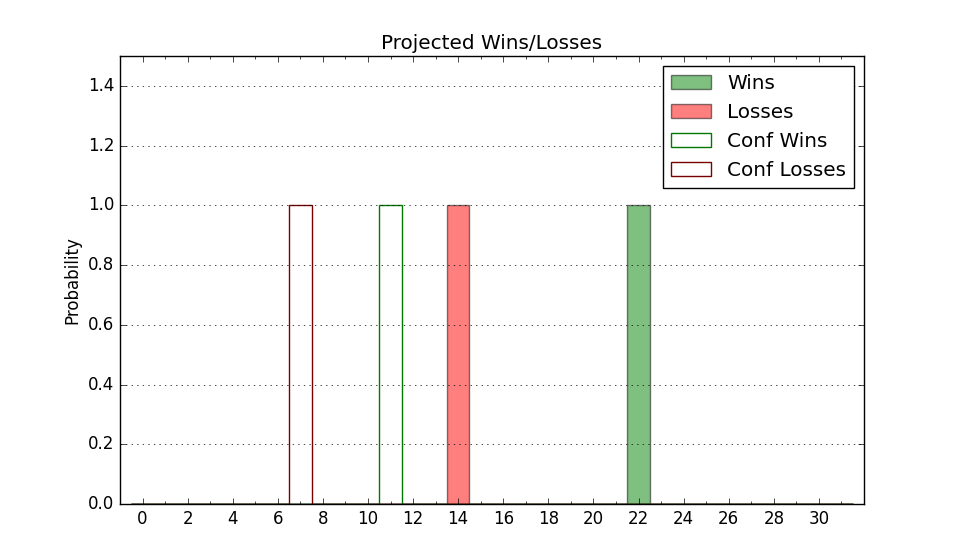 Projected Wins/Losses
Wins
Losses
Conf Wins
Conf Losses
Probability
1.4
1.2
1.0
0.8
0.6
0.4
0.2
0.0
0 2 4 6 8 10 12 14 16 18 20 22 24 26 28 30